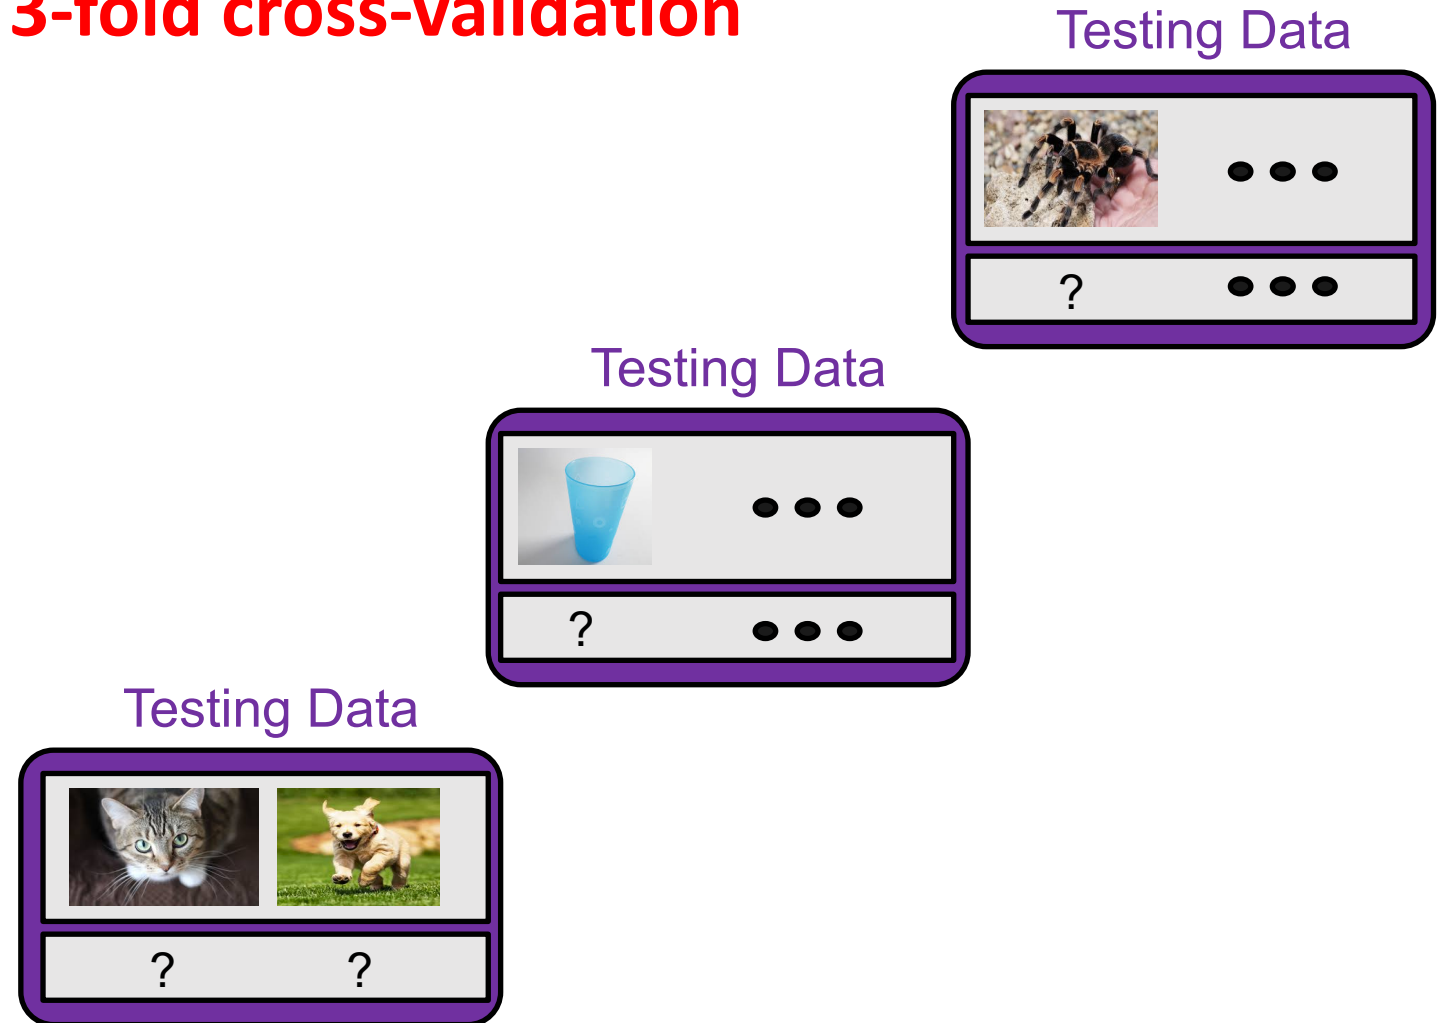 3-fold cross-validation
Testing Data
?
Testing Data
?
Testing Data
? ?